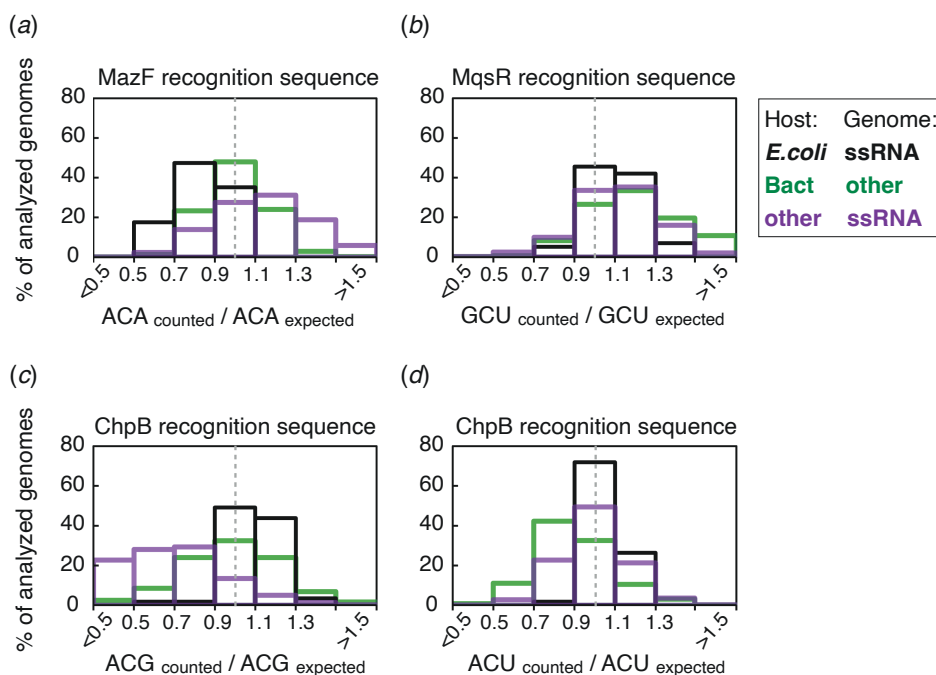 (a)
MazF recognition sequence
% of analyzed genomes
80
60
40
20
0
<0.5
0.5
0.7
0.9
1.1
1.3
>1.5
ACA counted / ACA expected
(b)
MqsR recognition sequence
80
60
40
20
0
<0.5
0.5
0.7
0.9
1.1
1.3
>1.5
GCU counted / GCU expected
Host: Genome:
E.coli ssRNA
Bact other
other ssRNA
(c)
ChpB recognition sequence
% of analyzed genomes
80
60
40
20
0
<0.5
0.5
0.7
0.9
1.1
1.3
>1.5
ACG counted / ACG expected
(d)
ChpB recognition sequence
80
60
40
20
0
<0.5
0.5
0.7
0.9
1.1
1.3
>1.5
ACU counted / ACU expected